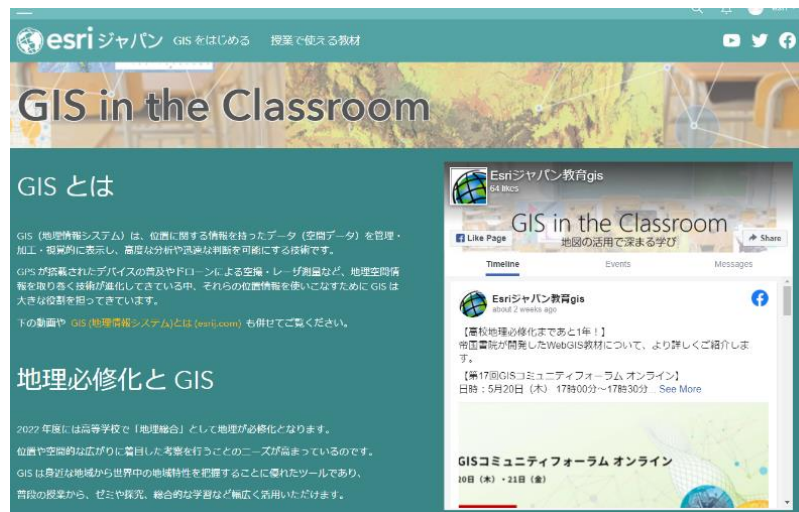 esri ジャパン GISをはじめる 授業で使える教材
GIS in the Classroom
GIS とは
GIS（地理情報システム）は、位置に関する情報を持ったデータ（空間データ）を管理・
加工・視覚的に表示し、高度な分析や迅速な判断を可能にする技術です。
GPS が搭載されたデバイスの普及やドローンによる空撮・レーザ測量など、地理空間情
報を取り巻く技術が進化してきている中、それらの位置情報を使いこなすために GIS は
大きな役割を担ってきています。
下の動画や GIS (地理情報システム)とは (esrij.com) も併せてご覧ください。
地理必修化と GIS
2022 年度には高等学校で「地理総合」として地理が必修化となります。
位置や空間的な広がりに着目した考察を行うことのニーズが高まっているのです。
GIS は身近な地域から世界中の地域特性を把握することに優れたツールであり、
普段の授業から、ゼミや探究、総合的な学習など幅広く活用いただけます。
Esriジャパン教育gis
64 likes
GIS in the Classroom
地図の活用で深まる学び
Like Page
Share
Timeline Events Messages
Esriジャパン教育gis
about 2 weeks ago
【高校地理必修化まであと1年！】
帝国書院が開発したWebGIS教材について、より詳しくご紹介しま
す。
【第17回GISコミュニティフォーラム オンライン】
日時：5月20日（木） 17時00分～17時30分... See More
GISコミュニティフォーラム オンライン
20日（木）・21日（金）